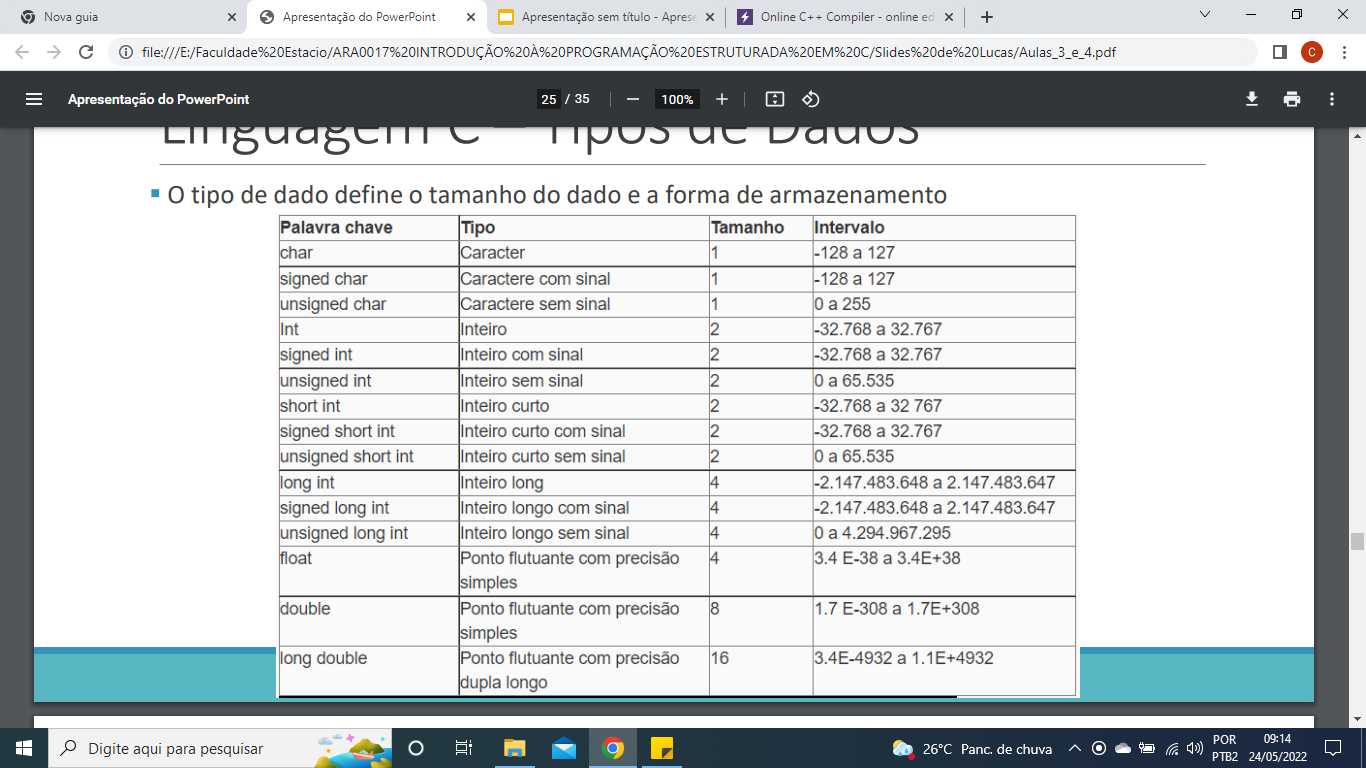 Nova guia
Apresentação do PowerPoint
Apresentação sem título - Aprese
Online C++ Compiler - online ed
file:///E:/Faculdade%20Estacio/ARA0017%20INTRODUÇÃO%20À%20PROGRAMAÇÃO%20ESTRUTURADA%20EM%20C/Slides%20de%20Lucas/Aulas_3_e_4.pdf
C
Apresentação do PowerPoint
25 / 35
100%
Linguagem C – Tipos de Dados
O tipo de dado define o tamanho do dado e a forma de armazenamento
Palavra chave Tipo Tamanho Intervalo
char Caracter 1 -128 a 127
signed char Caractere com sinal 1 -128 a 127
unsigned char Caractere sem sinal 1 0 a 255
Int Inteiro 2 -32.768 a 32.767
signed int Inteiro com sinal 2 -32.768 a 32.767
unsigned int Inteiro sem sinal 2 0 a 65.535
short int Inteiro curto 2 -32.768 a 32 767
signed short int Inteiro curto com sinal 2 -32.768 a 32.767
unsigned short int Inteiro curto sem sinal 2 0 a 65.535
long int Inteiro long 4 -2.147.483.648 a 2.147.483.647
signed long int Inteiro longo com sinal 4 -2.147.483.648 a 2.147.483.647
unsigned long int Inteiro longo sem sinal 4 0 a 4.294.967.295
float Ponto flutuante com precisão 4 3.4 E-38 a 3.4E+38
simples
double Ponto flutuante com precisão 8 1.7 E-308 a 1.7E+308
simples
long double Ponto flutuante com precisão 16 3.4E-4932 a 1.1E+4932
dupla longo
Digite aqui para pesquisar
26°C Panc. de chuva
POR
PTB2
09:14
24/05/2022